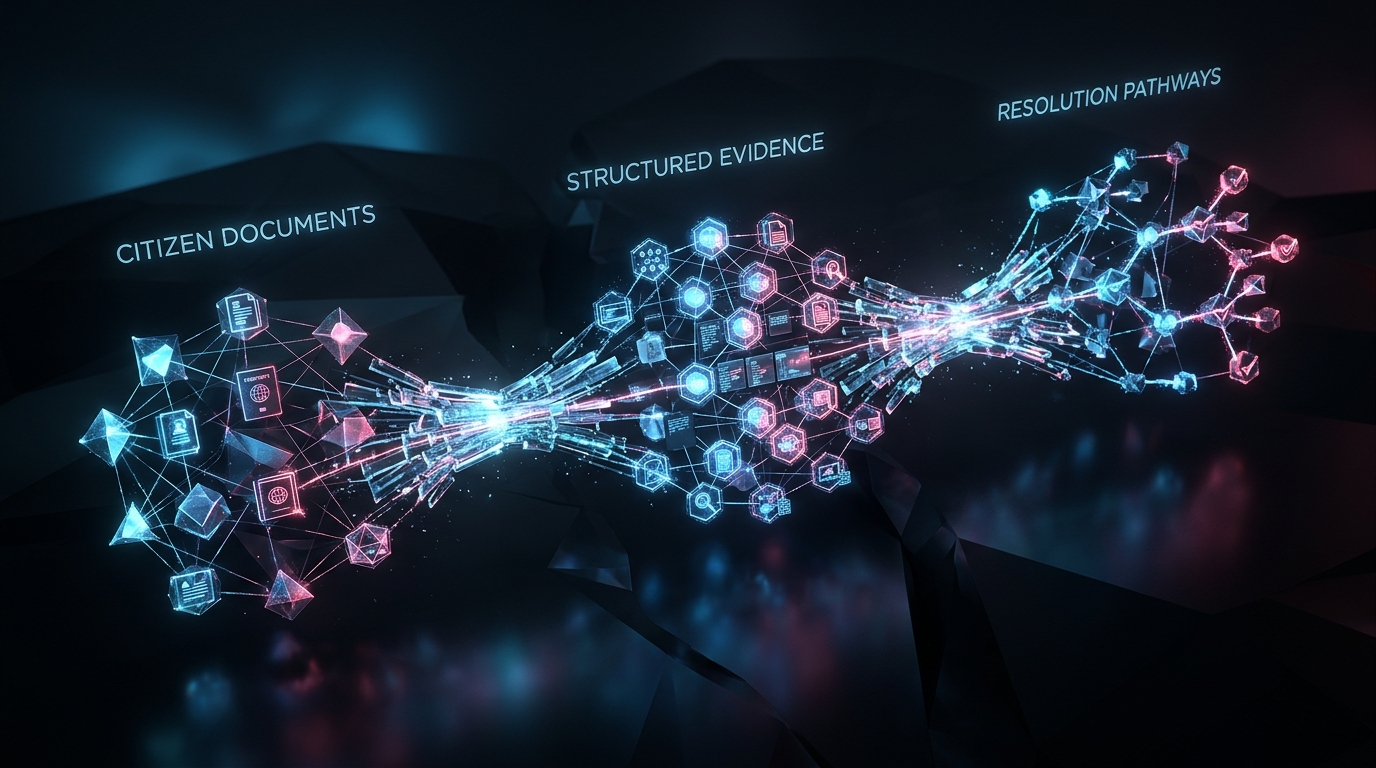 CITIZEN DOCUMENTS
STRUCTURED EVIDENCE
RESOLUTION PATHWAYS